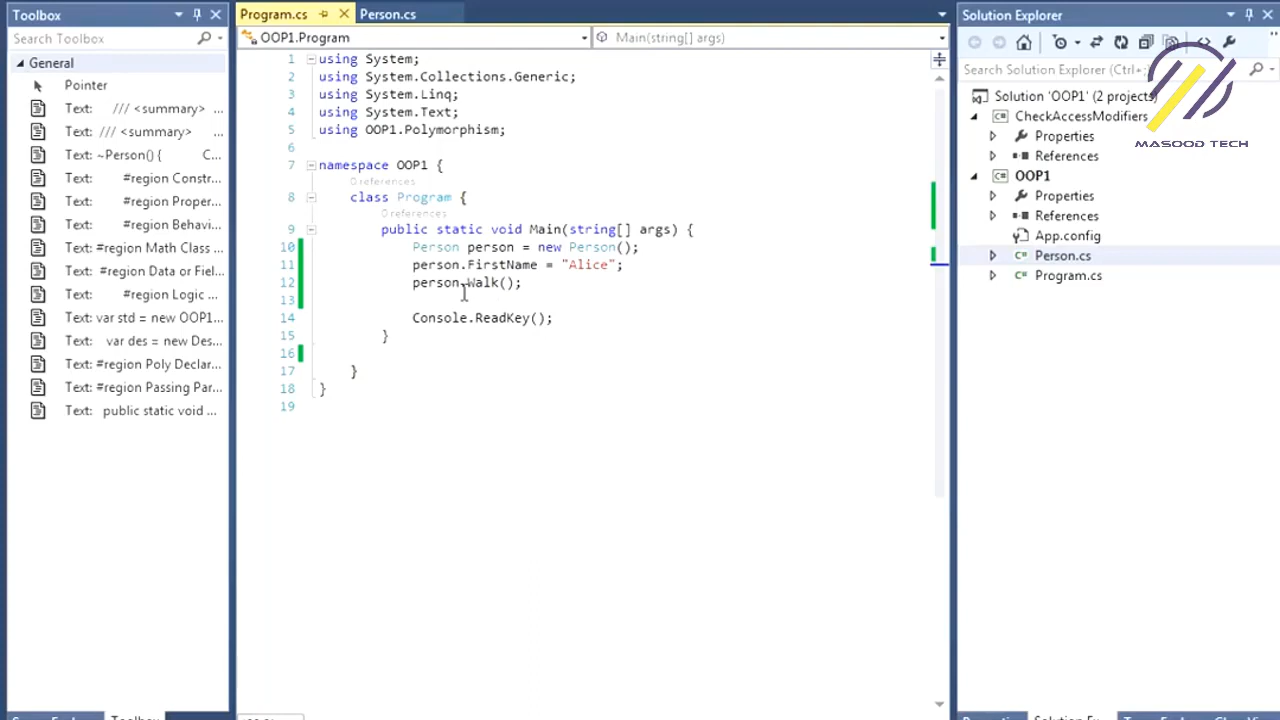 Toolbox
Search Toolbox
General
Pointer
Text: /// <summary> ...
Text: /// <summary> ...
Text: ~Person() { C...
Text: #region Constr...
Text: #region Proper...
Text: #region Behavi...
Text: #region Math Class ...
Text: #region Data or Fiel...
Text: #region Logic ...
Text: var std = new OOP1...
Text: var des = new Des...
Text: #region Poly Declar...
Text: #region Passing Par...
Text: public static void ...
Toolbox
Program.cs
Person.cs
OOP1.Program
Main(string[] args)
1 using System;
2 using System.Collections.Generic;
3 using System.Linq;
4 using System.Text;
5 using OOP1.Polymorphism;
6
7 namespace OOP1 {
0 references
8 class Program {
0 references
9 public static void Main(string[] args) {
10 Person person = new Person();
11 person.FirstName = "Alice";
12 person.Walk();
13
14 Console.ReadKey();
15 }
16
17 }
18 }
19
Solution Explorer
Search Solution Explorer (Ctrl+;
Solution 'OOP1' (2 projects)
CheckAccessModifiers
Properties
References
OOP1
Properties
References
App.config
Person.cs
Program.cs
MASOOD TECH